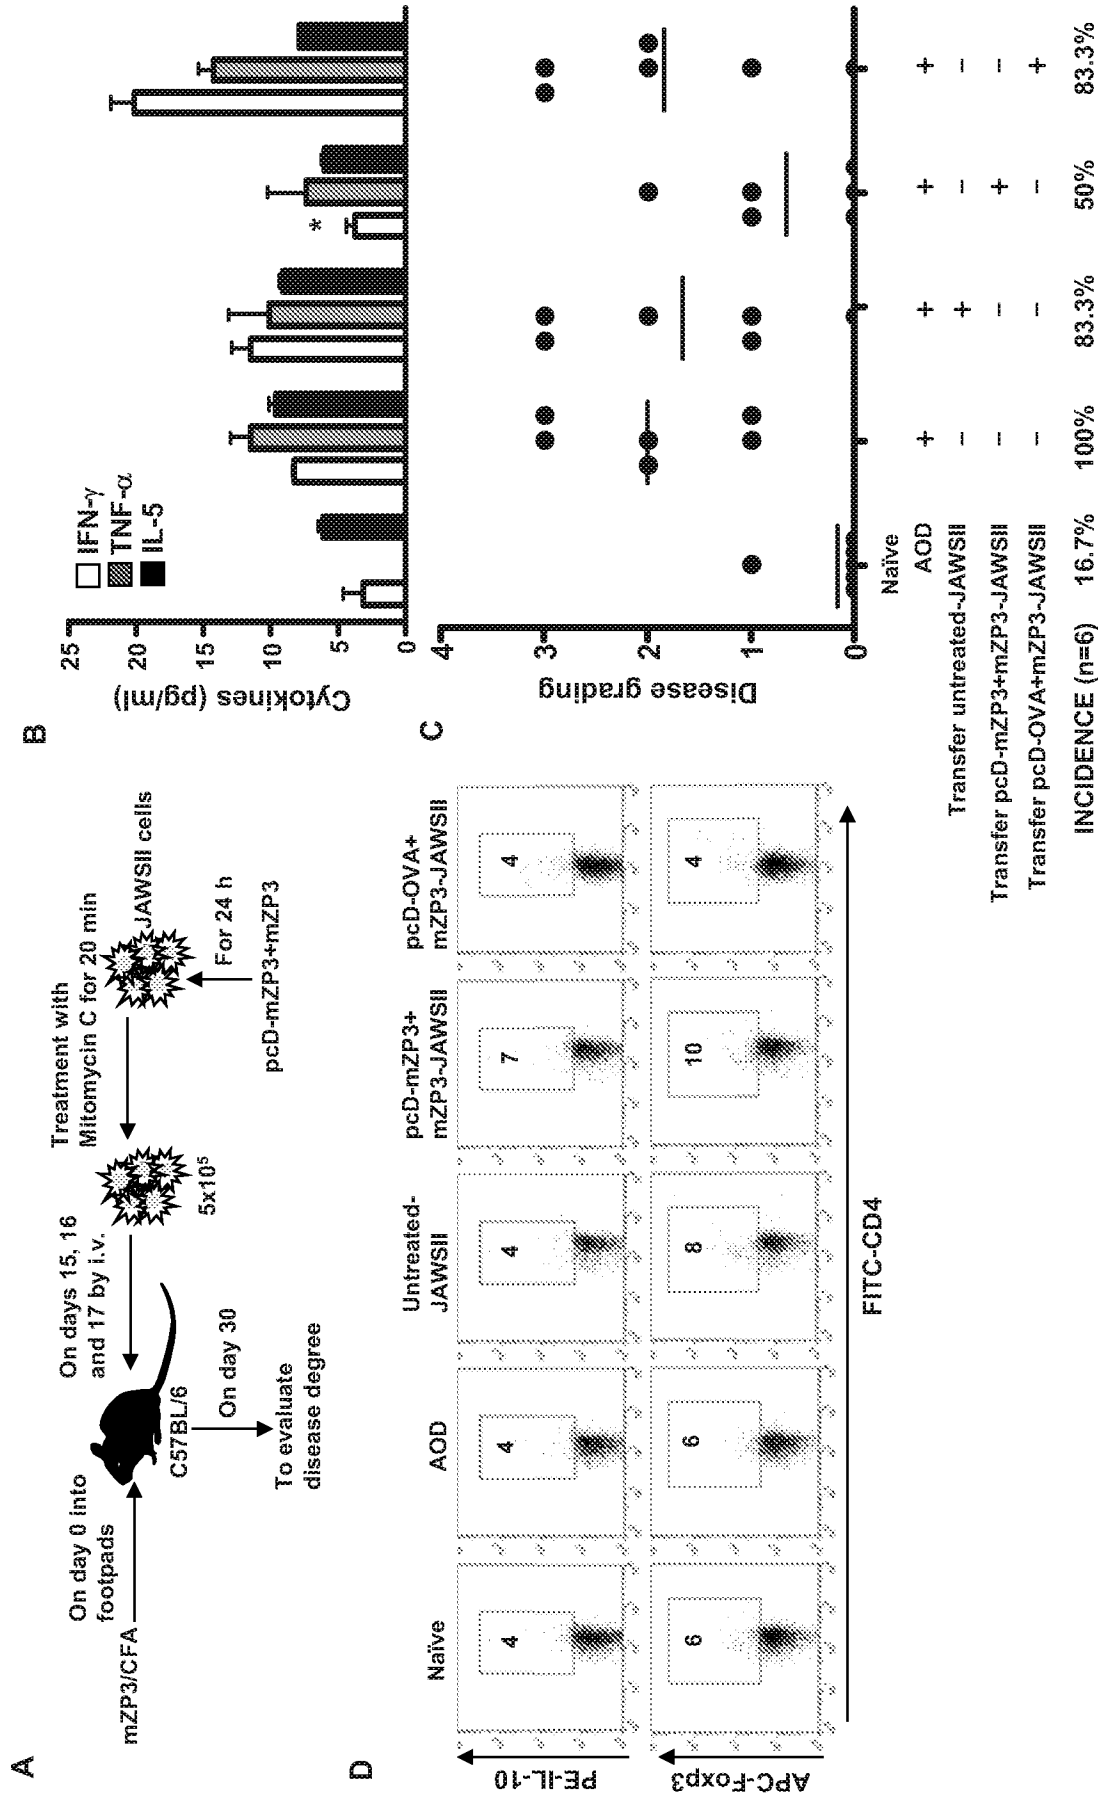 A
On day 0 into
footpads
mZP3/CFA
C57BL/6
On days 15, 16
and 17 by i.v.
5x10⁵
Treatment with
Mitomycin C for 20 min
JAWSII cells
For 24 h
pcD-mZP3+mZP3
On day 30
To evaluate
disease degree
B
IFN-γ
TNF-α
IL-5
Cytokines (pg/ml)
25
20
15
10
5
0
*
C
Disease grading
4
3
2
1
0
Naïve
AOD + + + +
Transfer untreated-JAWSII − + − −
Transfer pcD-mZP3+mZP3-JAWSII − − + −
Transfer pcD-OVA+mZP3-JAWSII − − − +
INCIDENCE (n=6) 16.7% 100% 83.3% 50% 83.3%
D
Naïve
AOD
Untreated-
JAWSII
pcD-mZP3+
mZP3-JAWSII
pcD-OVA+
mZP3-JAWSII
PE-IL-10
4
4
4
7
4
APC-Foxp3
6
6
8
10
4
FITC-CD4